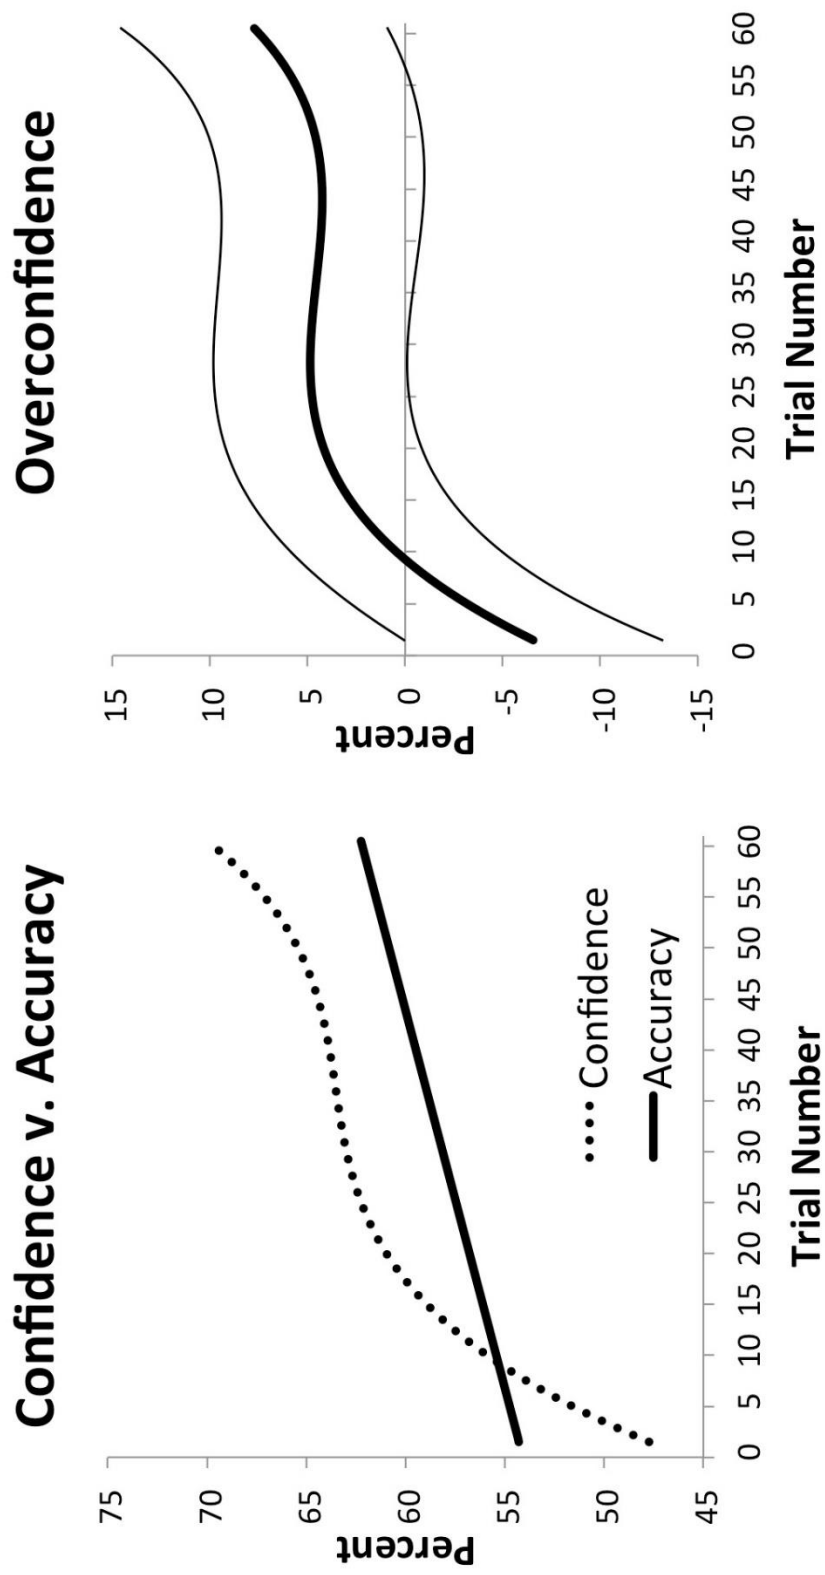 Confidence v. Accuracy
75
70
65
60
55
50
45
Percent
0 5 10 15 20 25 30 35 40 45 50 55 60
Trial Number
Confidence
Accuracy
Overconfidence
15
10
5
0
-5
-10
-15
Percent
0 5 10 15 20 25 30 35 40 45 50 55 60
Trial Number